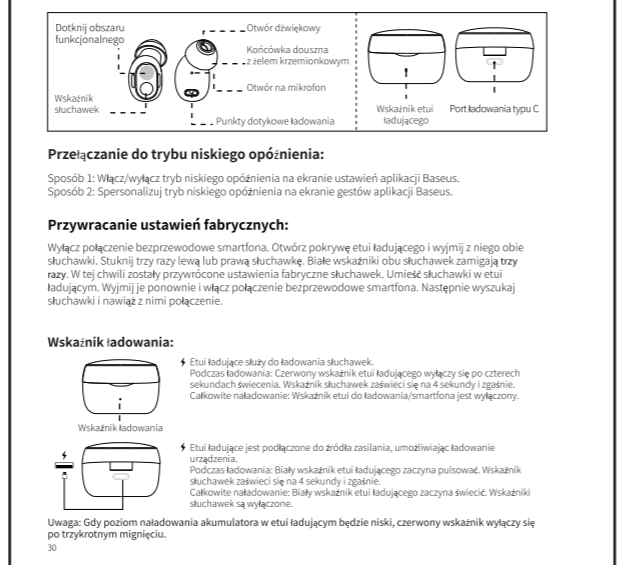 Dotknij obszaru
funkcjonalnego
Wskaźnik
słuchawek
Otwór dźwiękowy
Końcówka douszna
z żelem krzemionkowym
Otwór na mikrofon
Punkty dotykowe ładowania
Wskaźnik etui
ładującego
Port ładowania typu C
Przełączanie do trybu niskiego opóźnienia:
Sposób 1: Włącz/wyłącz tryb niskiego opóźnienia na ekranie ustawień aplikacji Baseus.
Sposób 2: Spersonalizuj tryb niskiego opóźnienia na ekranie gestów aplikacji Baseus.
Przywracanie ustawień fabrycznych:
Wyłącz połączenie bezprzewodowe smartfona. Otwórz pokrywę etui ładującego i wyjmij z niego obie
słuchawki. Stuknij trzy razy lewą lub prawą słuchawkę. Białe wskaźniki obu słuchawek zamigają trzy
razy. W tej chwili zostały przywrócone ustawienia fabryczne słuchawek. Umieść słuchawki w etui
ładującym. Wyjmij je ponownie i włącz połączenie bezprzewodowe smartfona. Następnie wyszukaj
słuchawki i nawiąż z nimi połączenie.
Wskaźnik ładowania:
Etui ładujące służy do ładowania słuchawek.
Podczas ładowania: Czerwony wskaźnik etui ładującego wyłączy się po czterech
sekundach świecenia. Wskaźnik słuchawek zaświeci się na 4 sekundy i zgaśnie.
Całkowite naładowanie: Wskaźnik etui do ładowania/smartfona jest wyłączony.
Wskaźnik ładowania
Etui ładujące jest podłączone do źródła zasilania, umożliwiając ładowanie
urządzenia.
Podczas ładowania: Biały wskaźnik etui ładującego zaczyna pulsować. Wskaźnik
słuchawek zaświeci się na 4 sekundy i zgaśnie.
Całkowite naładowanie: Biały wskaźnik etui ładującego zaczyna świecić. Wskaźniki
słuchawek są wyłączone.
Uwaga: Gdy poziom naładowania akumulatora w etui ładującym będzie niski, czerwony wskaźnik wyłączy się
po trzykrotnym mignięciu.
30